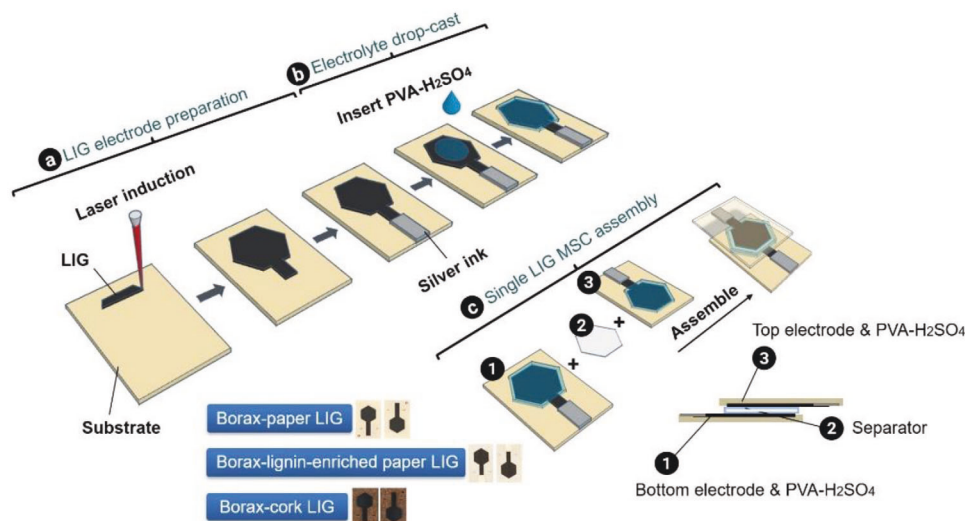 b Electrolyte drop-cast
a LIG electrode preparation
Insert PVA-H₂SO₄
Laser induction
LIG
Silver ink
Substrate
c Single LIG MSC assembly
3
2
+
+
1
Assemble
Top electrode & PVA-H₂SO₄
3
2 Separator
1
Bottom electrode & PVA-H₂SO₄
Borax-paper LIG
Borax-lignin-enriched paper LIG
Borax-cork LIG